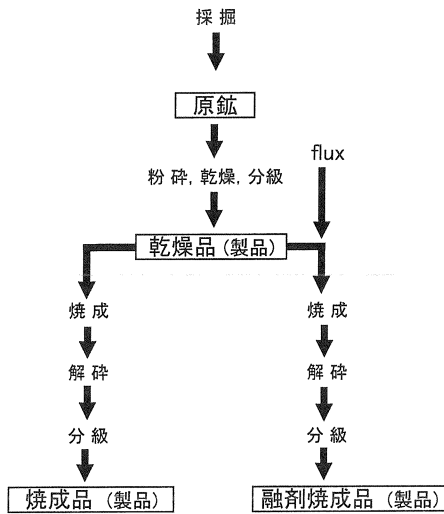 採掘
原鉱
flux
粉砕, 乾燥, 分級
乾燥品（製品）
焼成 焼成
解砕 解砕
分級 分級
焼成品（製品） 融剤焼成品（製品）